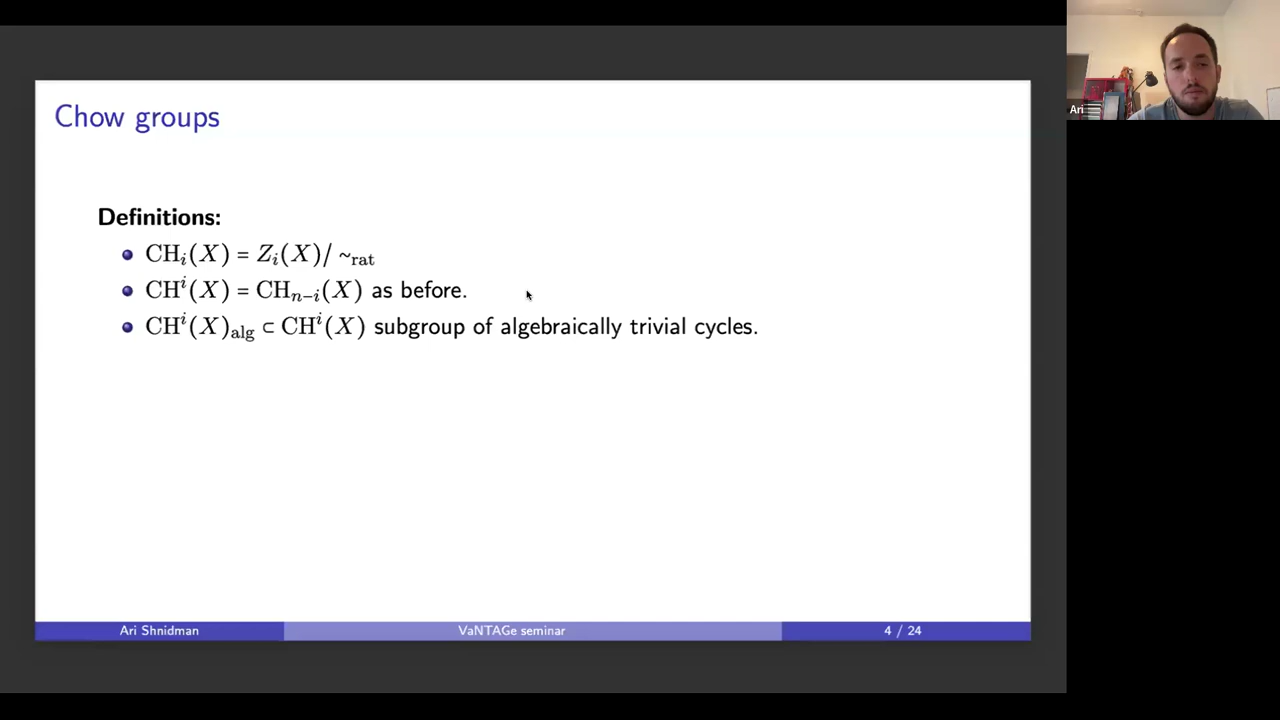 Chow groups
Ari
Definitions:
CH_i(X) = Z_i(X)/ ~_rat
CH^i(X) = CH_{n−i}(X) as before.
CH^i(X)_alg ⊂ CH^i(X) subgroup of algebraically trivial cycles.
Ari Shnidman
VaNTAGe seminar
4 / 24